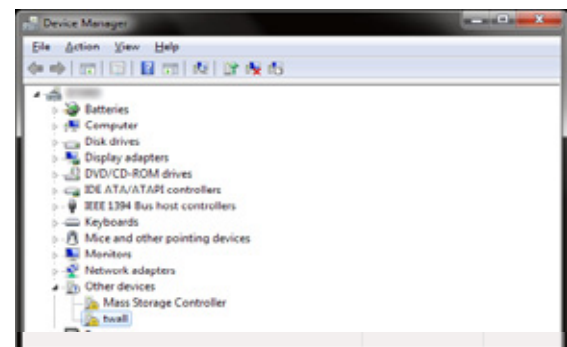 Device Manager
File Action View Help
Batteries
Computer
Disk drives
Display adapters
DVD/CD-ROM drives
IDE ATA/ATAPI controllers
IEEE 1394 Bus host controllers
Keyboards
Mice and other pointing devices
Monitors
Network adapters
Other devices
Mass Storage Controller
twall